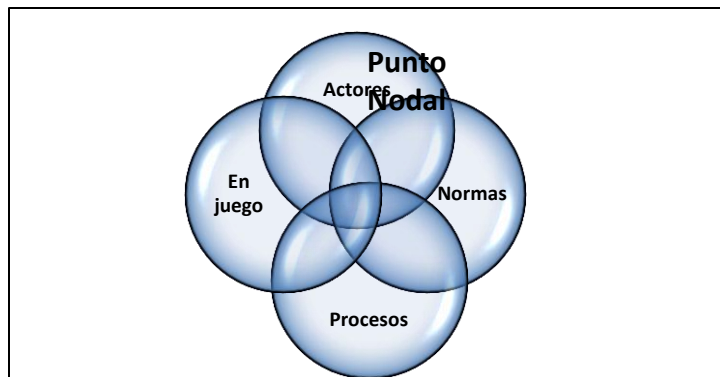 Punto
Nodal
Actores
En
juego
Normas
Procesos